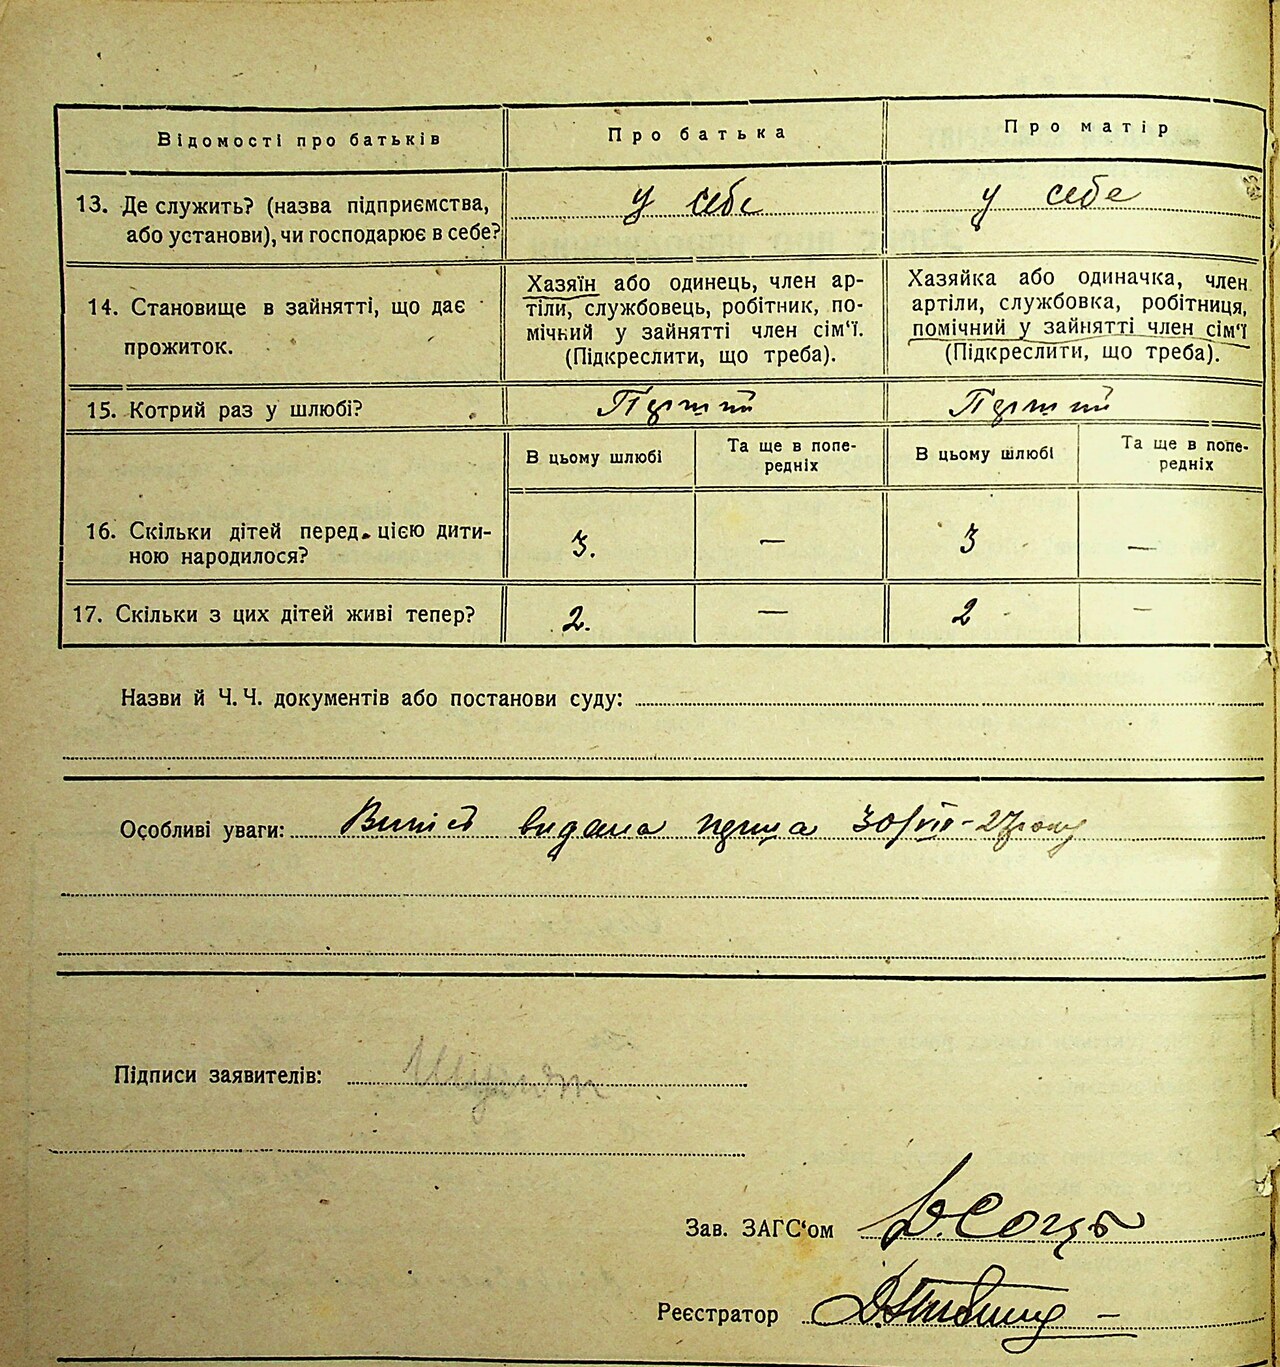 Відомості про батьків
Про батька
Про матір
13. Де служить? (назва підприємства,
або установи), чи господарює в себе?
у себе
у себе
14. Становище в зайнятті, що дає
прожиток.
Хазяїн або одинець, член ар-
тіли, службовець, робітник, по-
мічний у зайнятті член сім'ї.
(Підкреслити, що треба).
Хазяйка або одиначка, член
артіли, службовка, робітниця,
помічний у зайнятті член сім'ї
(Підкреслити, що треба).
15. Котрий раз у шлюбі?
Перший
Перший
В цьому шлюбі
Та ще в попе-
редніх
В цьому шлюбі
Та ще в попе-
редніх
16. Скільки дітей перед цією дити-
ною народилося?
3.
—
3
—
17. Скільки з цих дітей живі тепер?
2.
—
2
—
Назви й Ч. Ч. документів або постанови суду:
Особливі уваги: видана 30/VII-27 року
Підписи заявителів:
Зав. ЗАГС'ом
Реєстратор